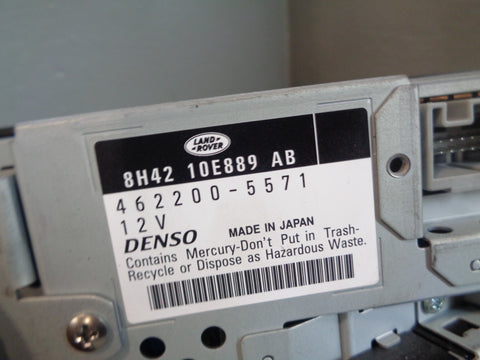 LAND-
ROVER
8H42 10E889 AB
462200-5571
12V
DENSO MADE IN JAPAN
Contains Mercury-Don't Put in Trash-
Recycle or Dispose as Hazardous Waste.